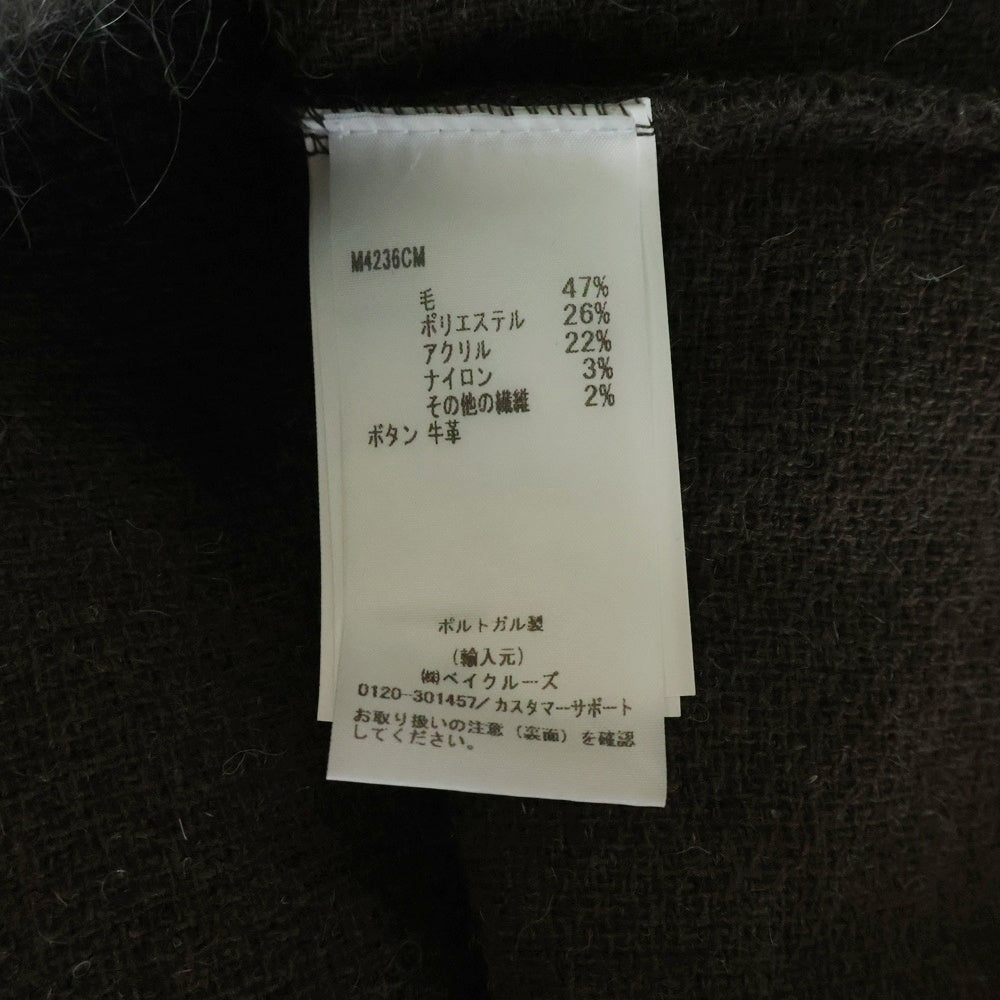 M4236CM
毛 47%
ポリエステル 26%
アクリル 22%
ナイロン 3%
その他の繊維 2%
ボタン 牛革
ポルトガル製
(輸入元)
㈱ベイクルーズ
0120-301457/カスタマーサポート
お取り扱いの注意(裏面)を確認
してください。